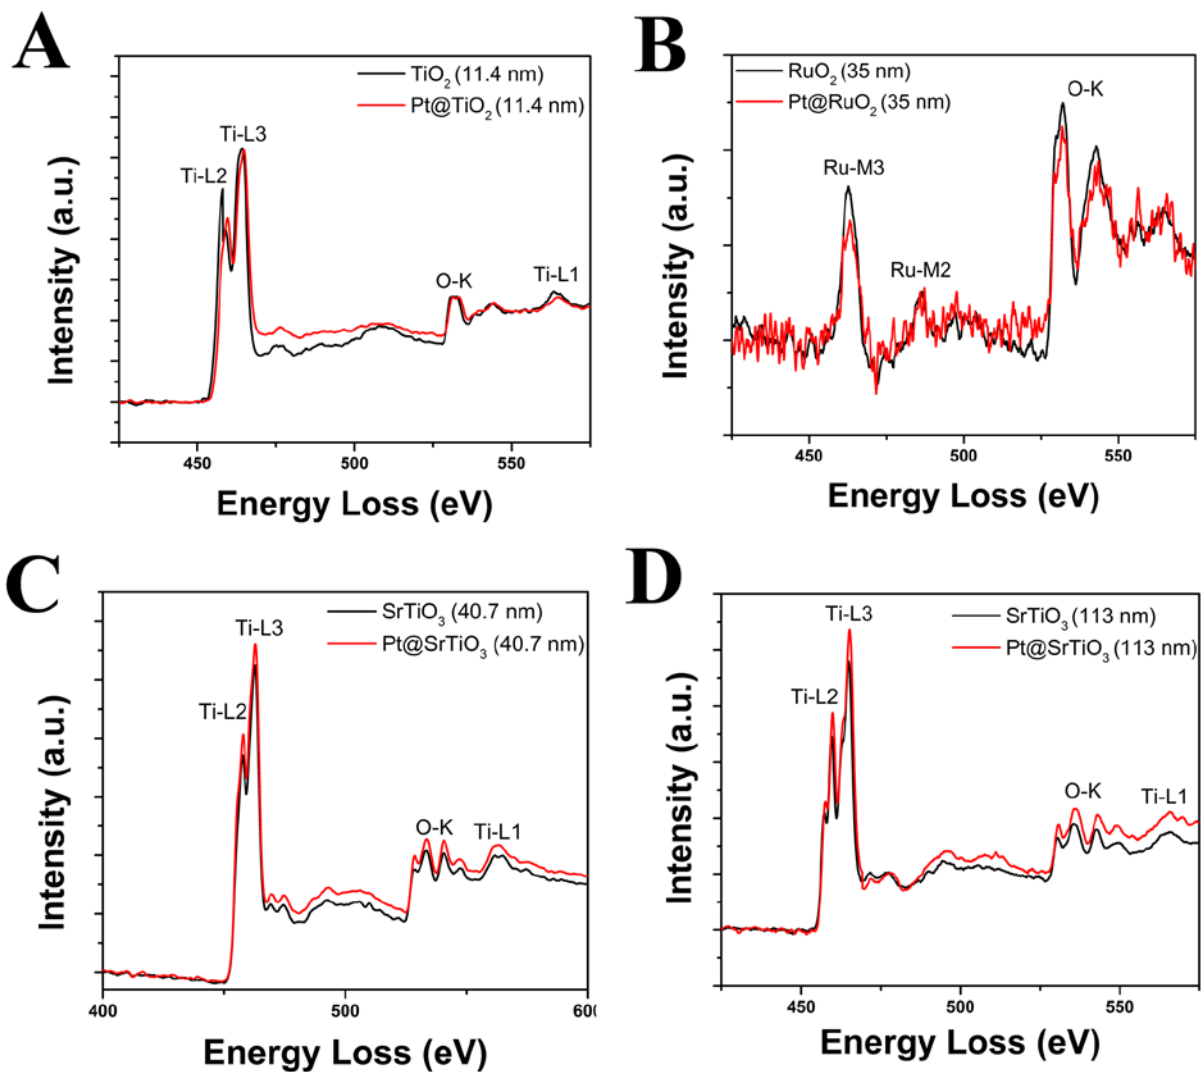 A
TiO₂ (11.4 nm)
Pt@TiO₂ (11.4 nm)
Ti-L3
Ti-L2
O-K
Ti-L1
Intensity (a.u.)
450
500
550
Energy Loss (eV)
B
RuO₂ (35 nm)
Pt@RuO₂ (35 nm)
O-K
Ru-M3
Ru-M2
Intensity (a.u.)
450
500
550
Energy Loss (eV)
C
SrTiO₃ (40.7 nm)
Pt@SrTiO₃ (40.7 nm)
Ti-L3
Ti-L2
O-K
Ti-L1
Intensity (a.u.)
400
500
600
Energy Loss (eV)
D
SrTiO₃ (113 nm)
Pt@SrTiO₃ (113 nm)
Ti-L3
Ti-L2
O-K
Ti-L1
Intensity (a.u.)
450
500
550
Energy Loss (eV)